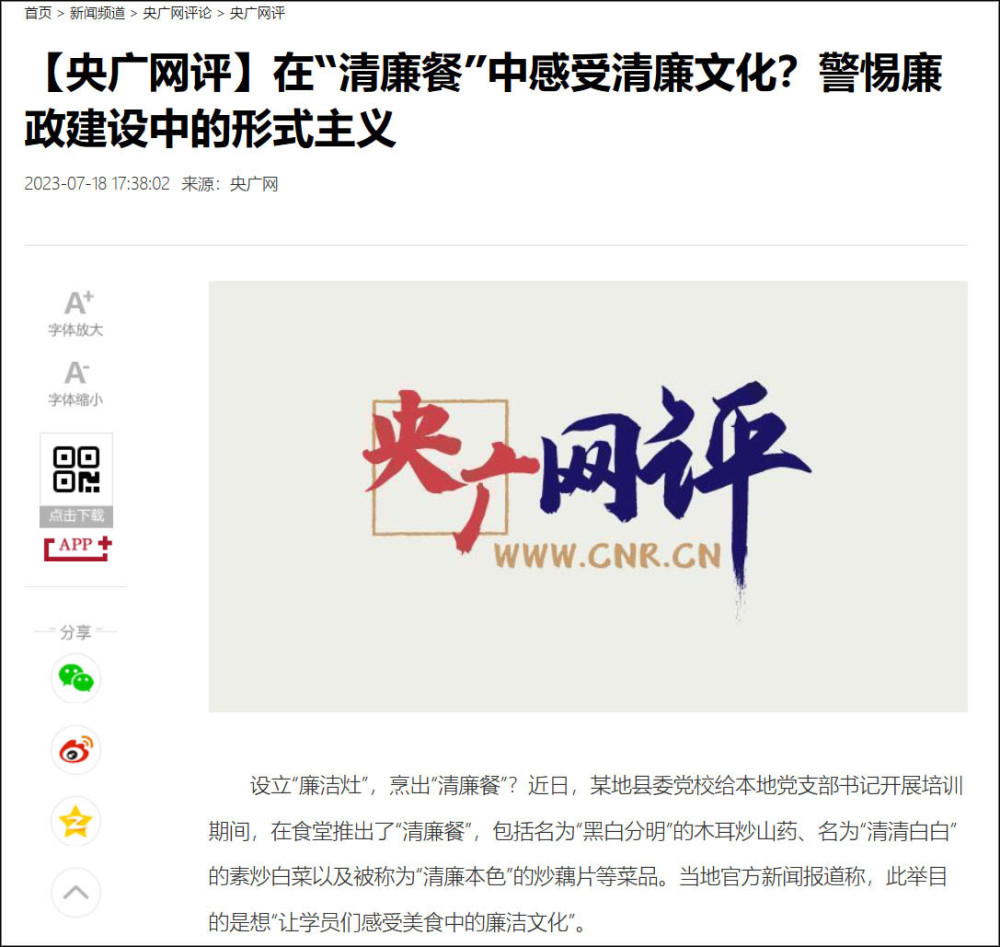 首页 > 新闻频道 > 央广网评论 > 央广网评
【央广网评】在“清廉餐”中感受清廉文化？警惕廉
政建设中的形式主义
2023-07-18 17:38:02 来源：央广网
A+
字体放大
A-
字体缩小
点击下载
APP+
分享
央广网评
WWW.CNR.CN
设立“廉洁灶”，烹出“清廉餐”？近日，某地县委党校给本地党支部书记开展培训
期间，在食堂推出了“清廉餐”，包括名为“黑白分明”的木耳炒山药、名为“清清白白”
的素炒白菜以及被称为“清廉本色”的炒藕片等菜品。当地官方新闻报道称，此举目
的是想“让学员们感受美食中的廉洁文化”。